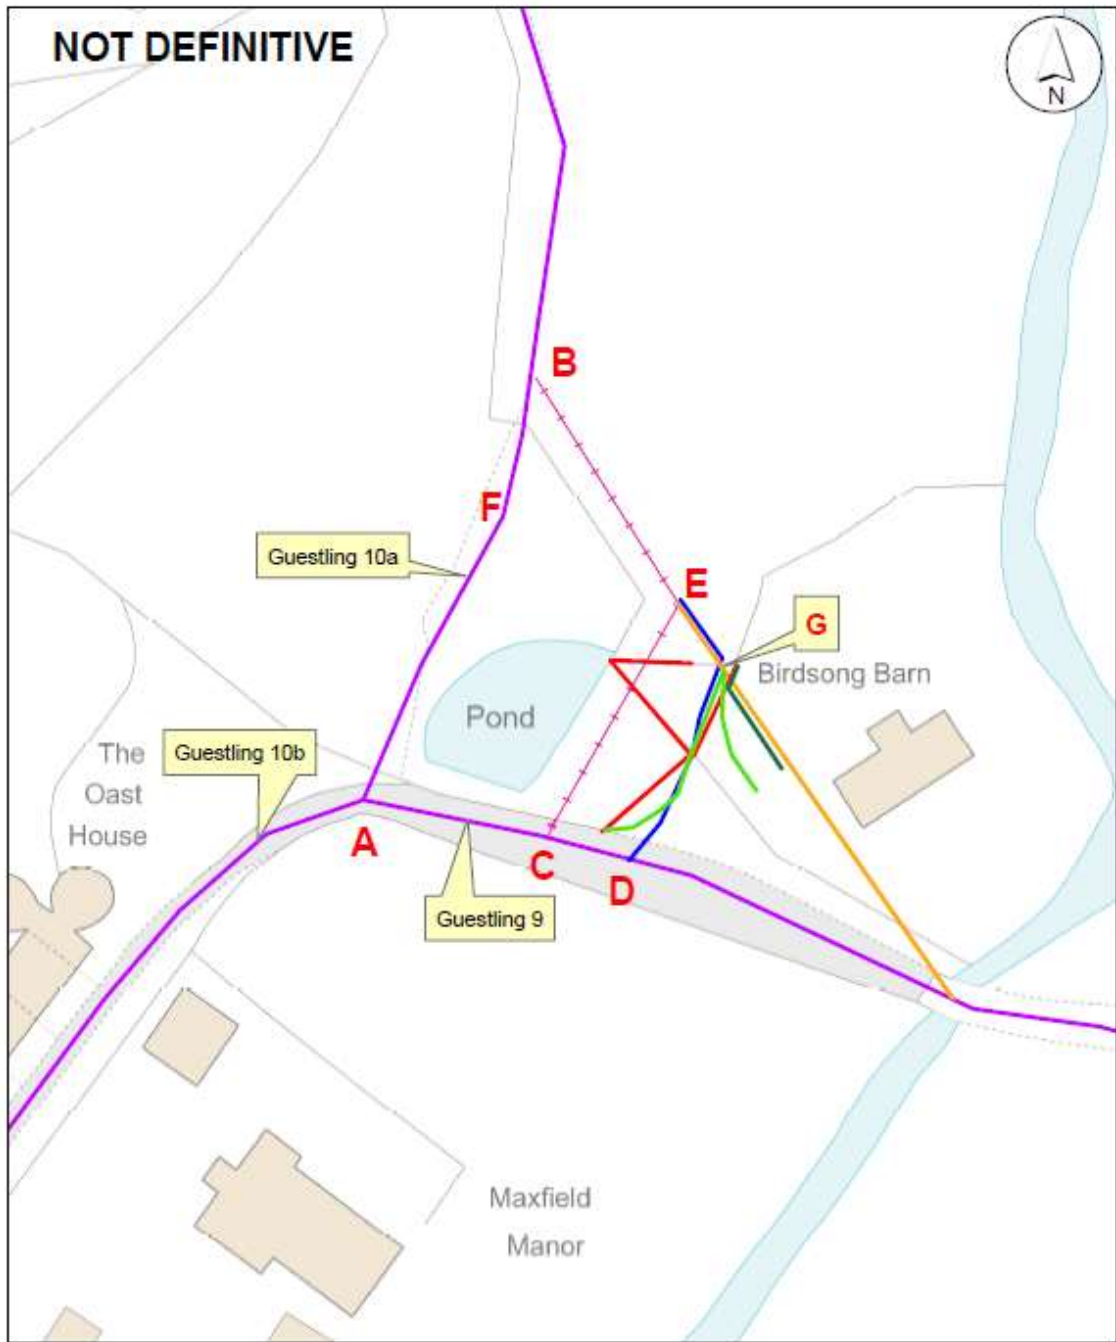 NOT DEFINITIVE
N
B
F
Guestling 10a
E
G
Birdsong Barn
Pond
The
Oast
House
Guestling 10b
A
C
D
Guestling 9
Maxfield
Manor